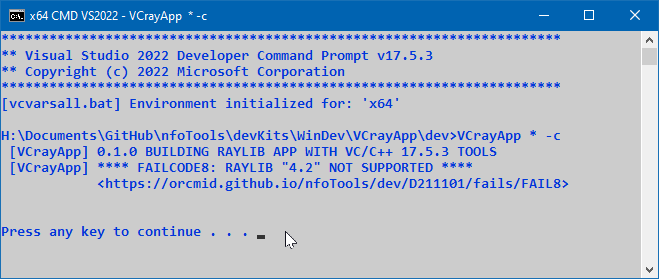 x64 CMD VS2022 - VCrayApp * -c
**********************************************************************
** Visual Studio 2022 Developer Command Prompt v17.5.3
** Copyright (c) 2022 Microsoft Corporation
**********************************************************************
[vcvarsall.bat] Environment initialized for: 'x64'
H:\Documents\GitHub\nfoTools\devKits\WinDev\VCrayApp\dev>VCrayApp * -c
[VCrayApp] 0.1.0 BUILDING RAYLIB APP WITH VC/C++ 17.5.3 TOOLS
[VCrayApp] **** FAILCODE8: RAYLIB "4.2" NOT SUPPORTED ****
<https://orcmid.github.io/nfoTools/dev/D211101/fails/FAIL8>
Press any key to continue . . .